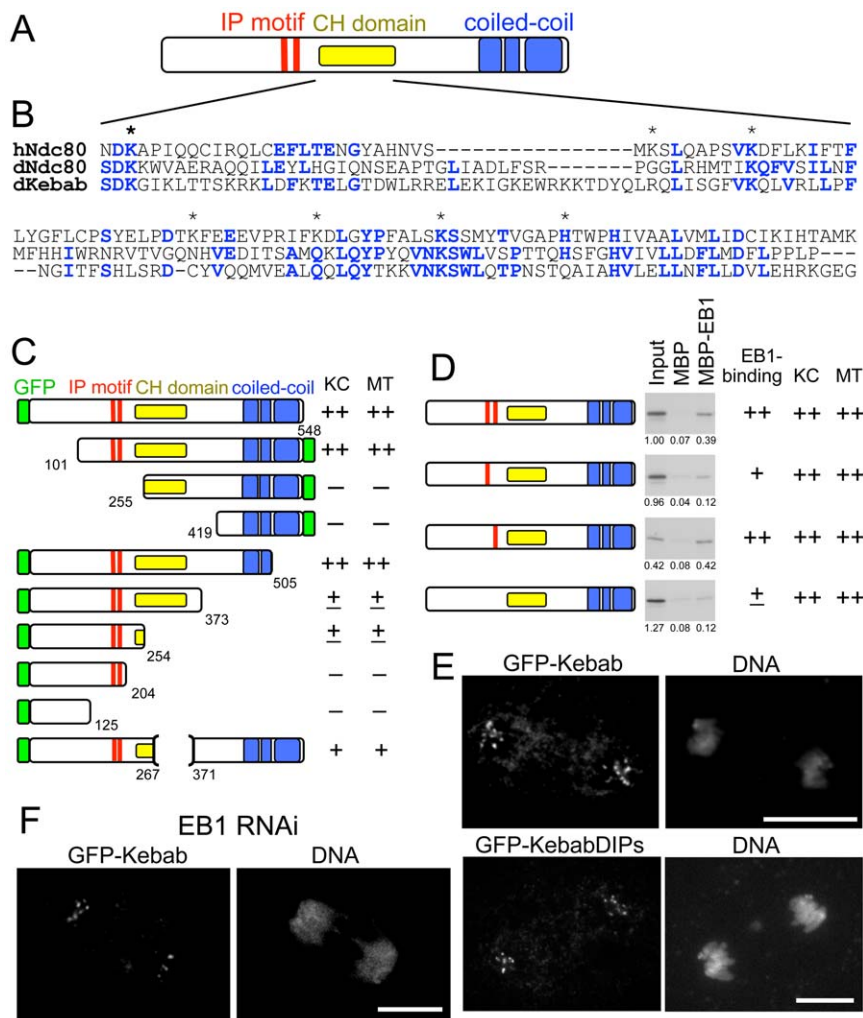 A
IP motif CH domain coiled-coil
B
* * *
hNdc80 NDKAPIQQCIRQLCEFLTENGYAHNVS-------------MKSLQAPSVKDFLKIFTF
dNdc80 SDKKWVAERAQQILEYLHGIQNSEAPTGLIADLFSR-----PGGLRHMTIKQFVSILNF
dKebab SDKGIKLTTSKRKLDFKTELGTDWLRRELEKIGKEWRKKTDYQLRQLISGFVKQLVRLLPF
* * * *
LYGFLCPSYELPDTKFEEEVPRIFKDLGYPFALSKSSMYTVGAPHTWPHIVAALVMLIDCIKIHTAMK
MFHHIWRNRVTVGQNHVEDITSAMQKLQYPYQVNKSWLVSPTTQHSFGHVIVLLDFLMDFLPPLP---
--NGITFSHLSRD-CYVQQMVEALQQLQYTKKVNKSWLQTPNSTQAIAHVLELLNFLLDVLEHRKGEG
C
GFP IP motif CH domain coiled-coil KC MT
++ ++
548
101 ++ ++
255 – –
419 – –
505 ++ ++
373 ± ±
254 ± ±
204 – –
125 – –
267 371 + +
D
Input MBP MBP-EB1 EB1-binding KC MT
++ ++ ++
1.00 0.07 0.39
+ ++ ++
0.96 0.04 0.12
++ ++ ++
0.42 0.08 0.42
± ++ ++
1.27 0.08 0.12
E
GFP-Kebab DNA
GFP-KebabDIPs DNA
F
EB1 RNAi
GFP-Kebab DNA